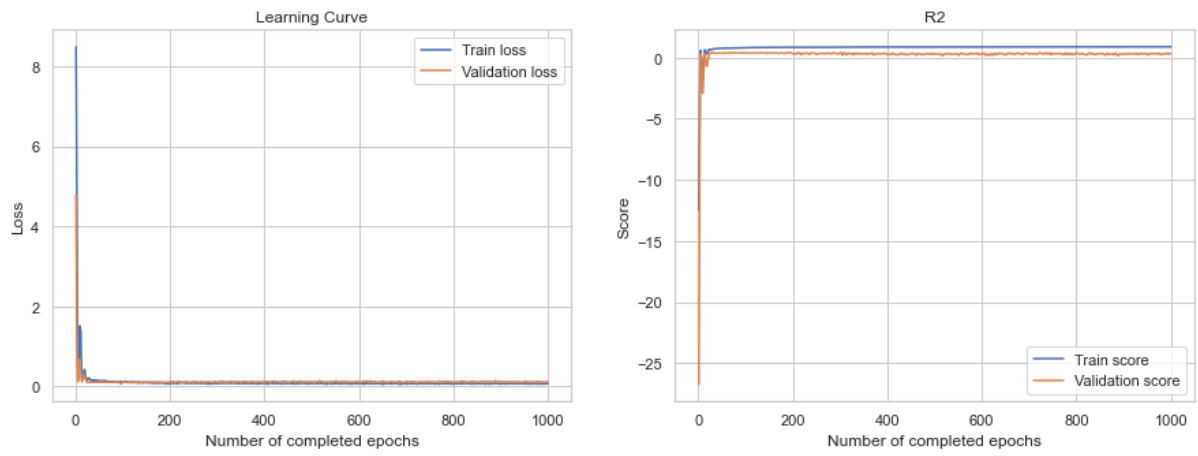 Learning Curve
Train loss
Validation loss
8
6
4
2
0
Loss
0
200
400
600
800
1000
Number of completed epochs
R2
0
−5
−10
−15
−20
−25
Score
Train score
Validation score
0
200
400
600
800
1000
Number of completed epochs